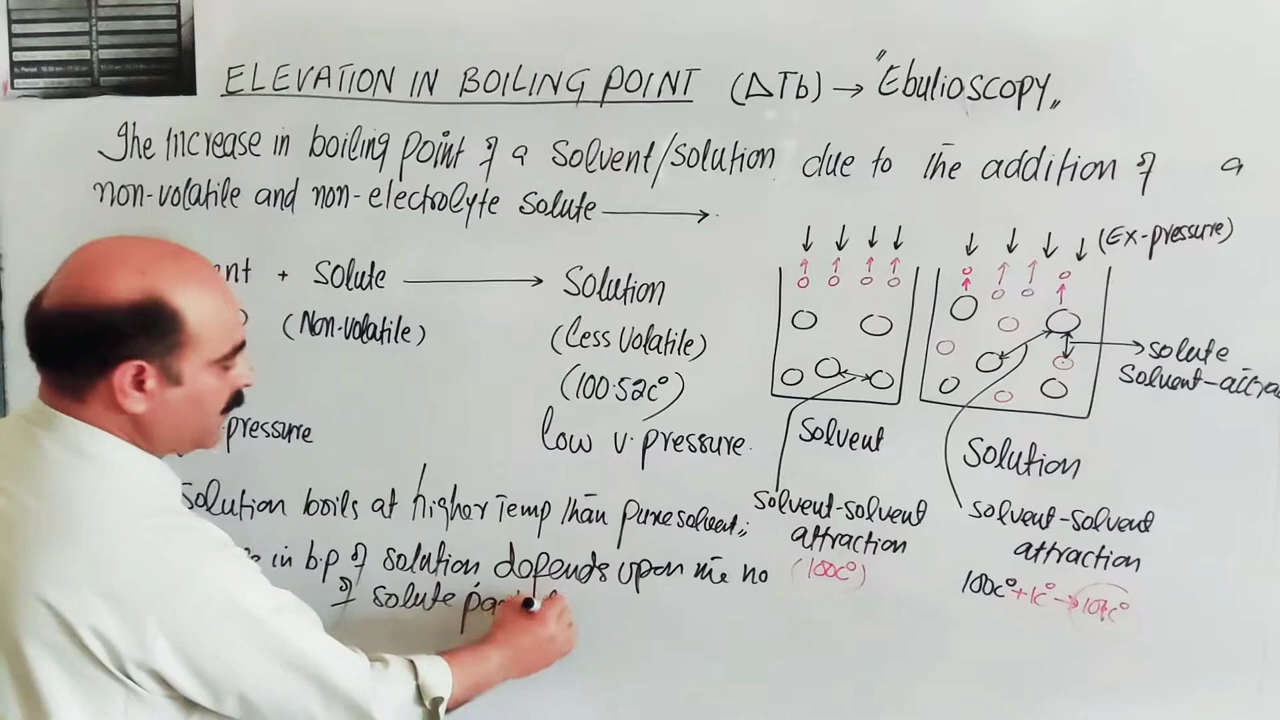 ELEVATION IN BOILING POINT (ΔTb) → "Ebulioscopy„
The Increase in boiling point of a solvent/solution due to the addition of a
non-volatile and non-electrolyte solute →
+ Solute → Solution
(Non-volatile)
(Less Volatile)
(100.52c°)
pressure
low v. pressure.
(Ex-pressure)
solute
Solvent-attrac
Solvent
Solution
solvent-solvent
attraction
(100c°)
solvent-solvent
attraction
100c°+1c°→101c°
Solution boils at higher Temp than pure solvent;
in b.p of solution depends upon the no
of solute